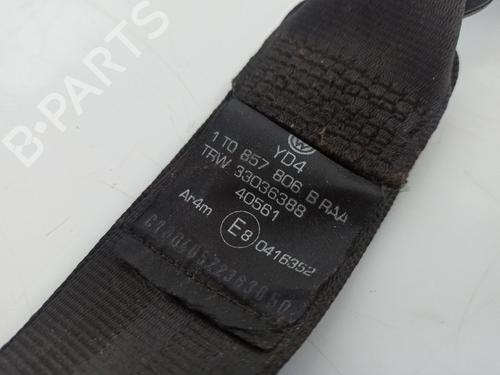 B-PARTS
YD4
1T0 857 806 B RAA
TRW 33036388
40561
Ar4m E8 0416352